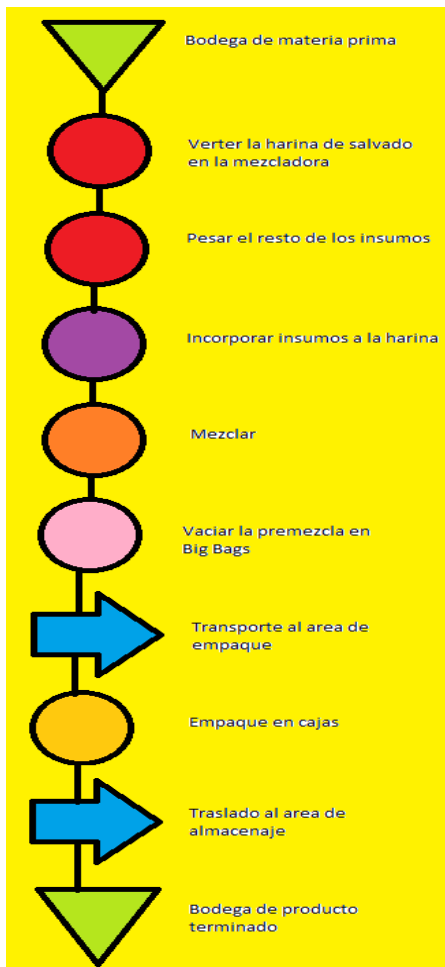 Bodega de materia prima
Verter la harina de salvado
en la mezcladora
Pesar el resto de los insumos
Incorporar insumos a la harina
Mezclar
Vaciar la premezcla en
Big Bags
Transporte al area de
empaque
Empaque en cajas
Traslado al area de
almacenaje
Bodega de producto
terminado